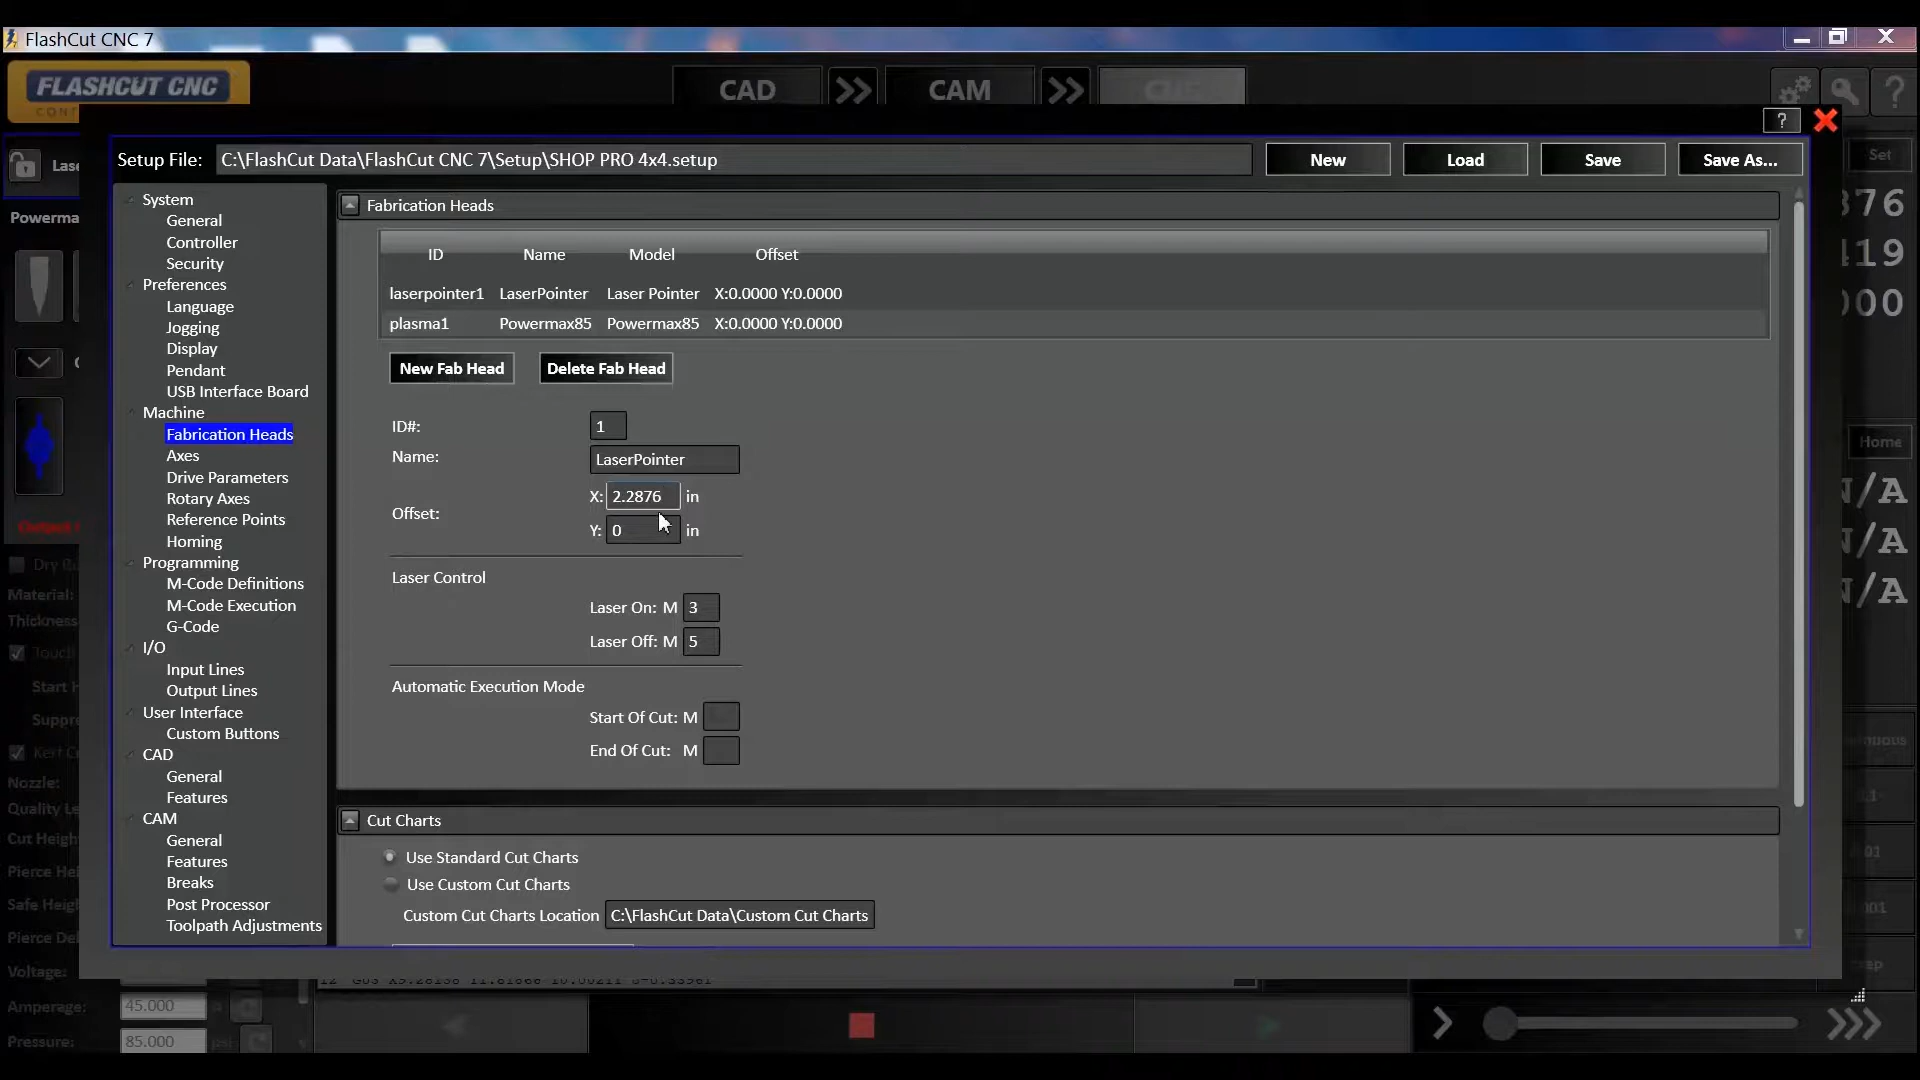 FlashCut CNC 7
FLASHCUT CNC
CAD
CAM
?
?
Setup File: C:\FlashCut Data\FlashCut CNC 7\Setup\SHOP PRO 4x4.setup New Load Save Save As...
Set
System
General
Controller
Security
Preferences
Language
Jogging
Display
Pendant
USB Interface Board
Machine
Fabrication Heads
Axes
Drive Parameters
Rotary Axes
Reference Points
Homing
Programming
M-Code Definitions
M-Code Execution
G-Code
I/O
Input Lines
Output Lines
User Interface
Custom Buttons
CAD
General
Features
CAM
General
Features
Breaks
Post Processor
Toolpath Adjustments
Fabrication Heads
ID Name Model Offset
laserpointer1 LaserPointer Laser Pointer X:0.0000 Y:0.0000
plasma1 Powermax85 Powermax85 X:0.0000 Y:0.0000
New Fab Head Delete Fab Head
ID#: 1
Name: LaserPointer
Offset:
X: 2.2876 in
Y: 0 in
Laser Control
Laser On: M 3
Laser Off: M 5
Automatic Execution Mode
Start Of Cut: M
End Of Cut: M
Cut Charts
Use Standard Cut Charts
Use Custom Cut Charts
Custom Cut Charts Location C:\FlashCut Data\Custom Cut Charts
Home
Material:
Thickness
Nozzle:
Voltage:
Amperage: 45.000
Pressure: 85.000 psi